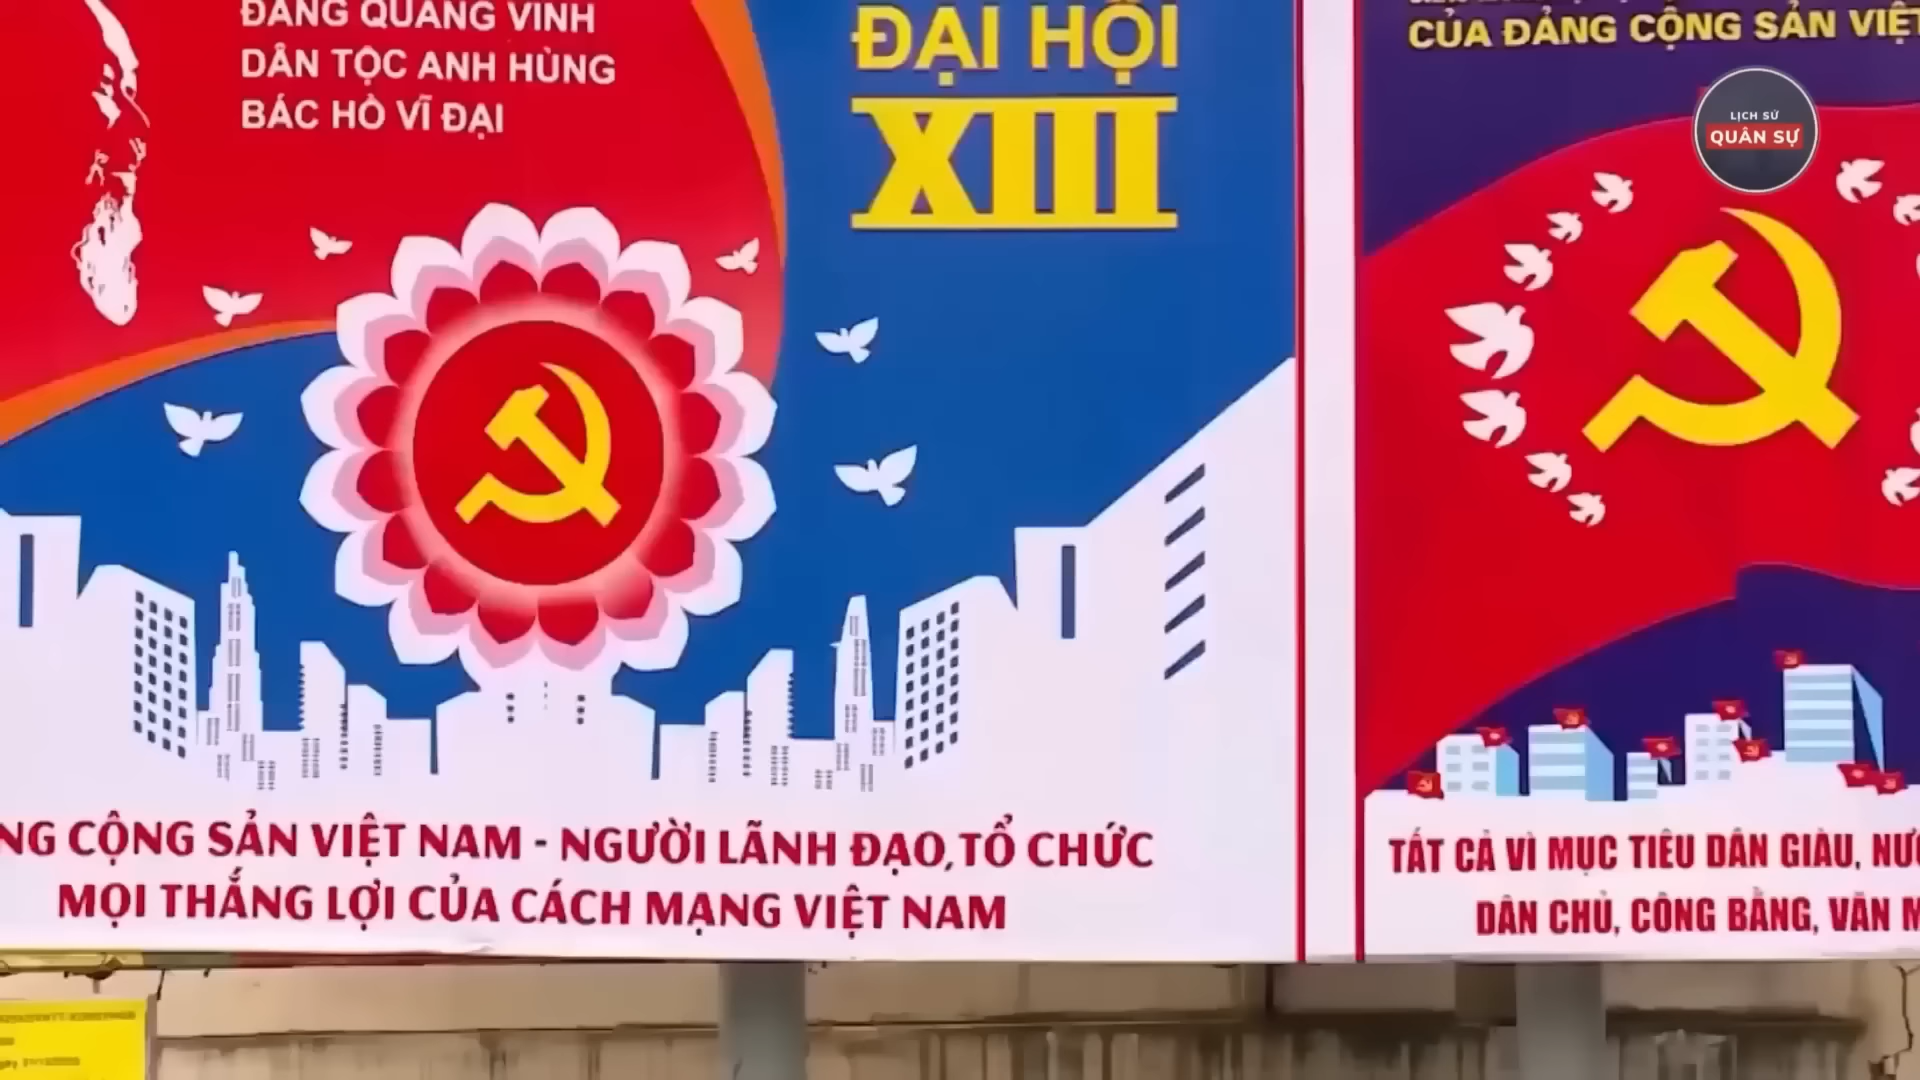 ĐẢNG QUANG VINH
DÂN TỘC ANH HÙNG
BÁC HỒ VĨ ĐẠI
ĐẠI HỘI
XIII
CỦA ĐẢNG CỘNG SẢN VIỆT
LỊCH SỬ
QUÂN SỰ
NG CỘNG SẢN VIỆT NAM - NGƯỜI LÃNH ĐẠO, TỔ CHỨC
MỌI THẮNG LỢI CỦA CÁCH MẠNG VIỆT NAM
TẤT CẢ VÌ MỤC TIÊU DÂN GIÀU, NƯ
DÂN CHỦ, CÔNG BẰNG, VĂN M